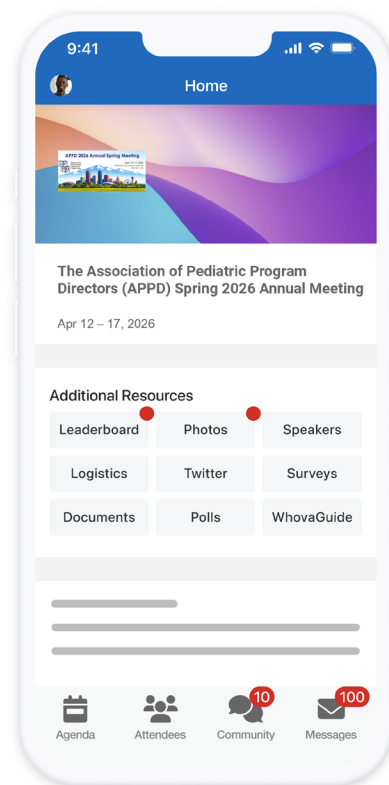 9:41
Home
APPD 2026 Annual Spring Meeting
The Association of Pediatric Program
Directors (APPD) Spring 2026 Annual Meeting
Apr 12 – 17, 2026
Additional Resources
Leaderboard
Photos
Speakers
Logistics
Twitter
Surveys
Documents
Polls
WhovaGuide
10
100
Agenda
Attendees
Community
Messages